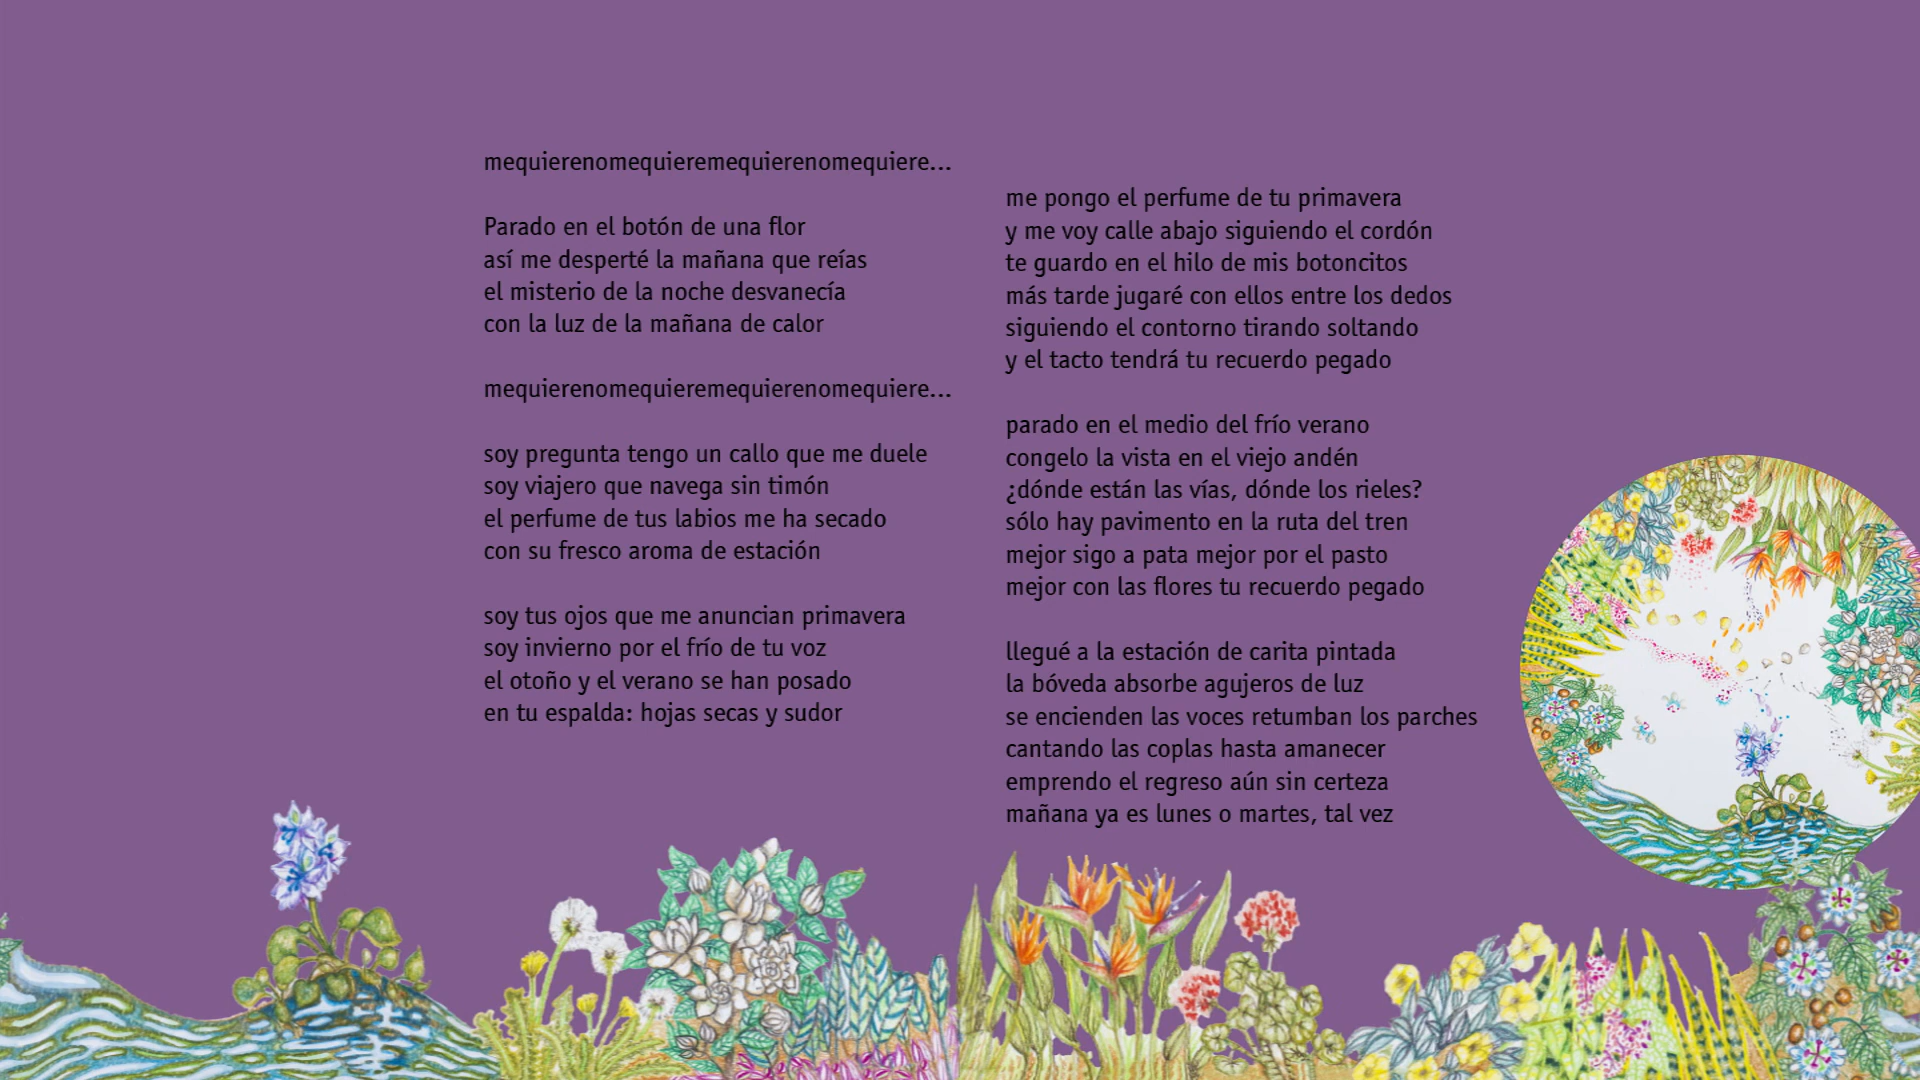 mequierenomequieremequierenomequiere...
Parado en el botón de una flor
así me desperté la mañana que reías
el misterio de la noche desvanecía
con la luz de la mañana de calor
mequierenomequieremequierenomequiere...
soy pregunta tengo un callo que me duele
soy viajero que navega sin timón
el perfume de tus labios me ha secado
con su fresco aroma de estación
soy tus ojos que me anuncian primavera
soy invierno por el frío de tu voz
el otoño y el verano se han posado
en tu espalda: hojas secas y sudor
me pongo el perfume de tu primavera
y me voy calle abajo siguiendo el cordón
te guardo en el hilo de mis botoncitos
más tarde jugaré con ellos entre los dedos
siguiendo el contorno tirando soltando
y el tacto tendrá tu recuerdo pegado
parado en el medio del frío verano
congelo la vista en el viejo andén
¿dónde están las vías, dónde los rieles?
sólo hay pavimento en la ruta del tren
mejor sigo a pata mejor por el pasto
mejor con las flores tu recuerdo pegado
llegué a la estación de carita pintada
la bóveda absorbe agujeros de luz
se encienden las voces retumban los parches
cantando las coplas hasta amanecer
emprendo el regreso aún sin certeza
mañana ya es lunes o martes, tal vez